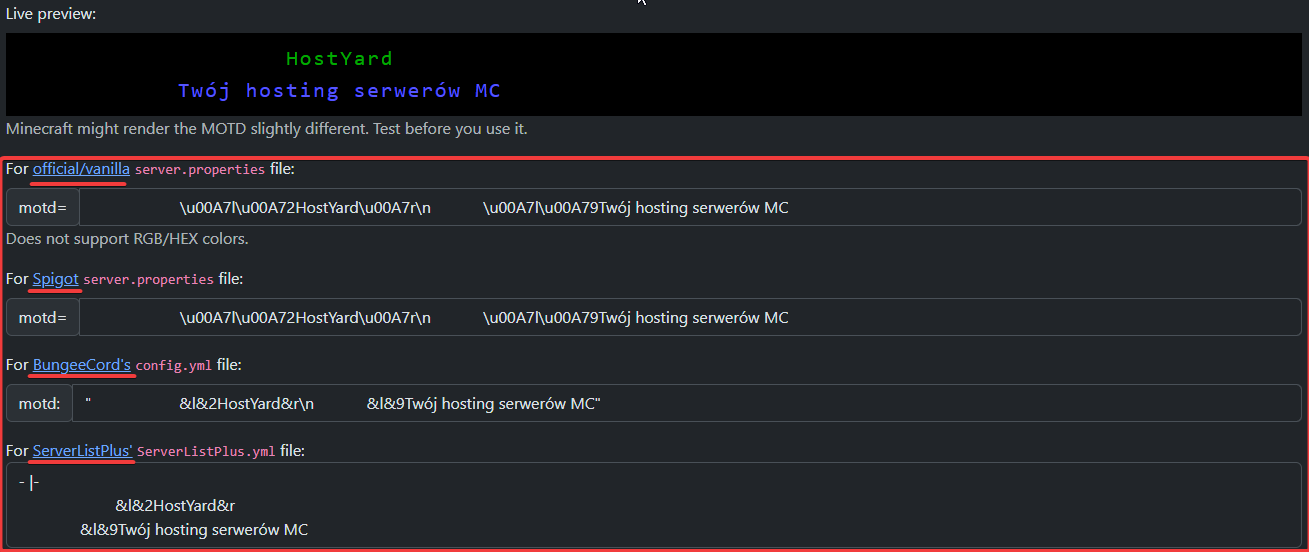 Live preview:
HostYard
Twój hosting serwerów MC
Minecraft might render the MOTD slightly different. Test before you use it.
For official/vanilla server.properties file:
motd= \u00A7l\u00A72HostYard\u00A7r\n \u00A7l\u00A79Twój hosting serwerów MC
Does not support RGB/HEX colors.
For Spigot server.properties file:
motd= \u00A7l\u00A72HostYard\u00A7r\n \u00A7l\u00A79Twój hosting serwerów MC
For BungeeCord's config.yml file:
motd: " &l&2HostYard&r\n &l&9Twój hosting serwerów MC"
For ServerListPlus' ServerListPlus.yml file:
- |-
&l&2HostYard&r
&l&9Twój hosting serwerów MC